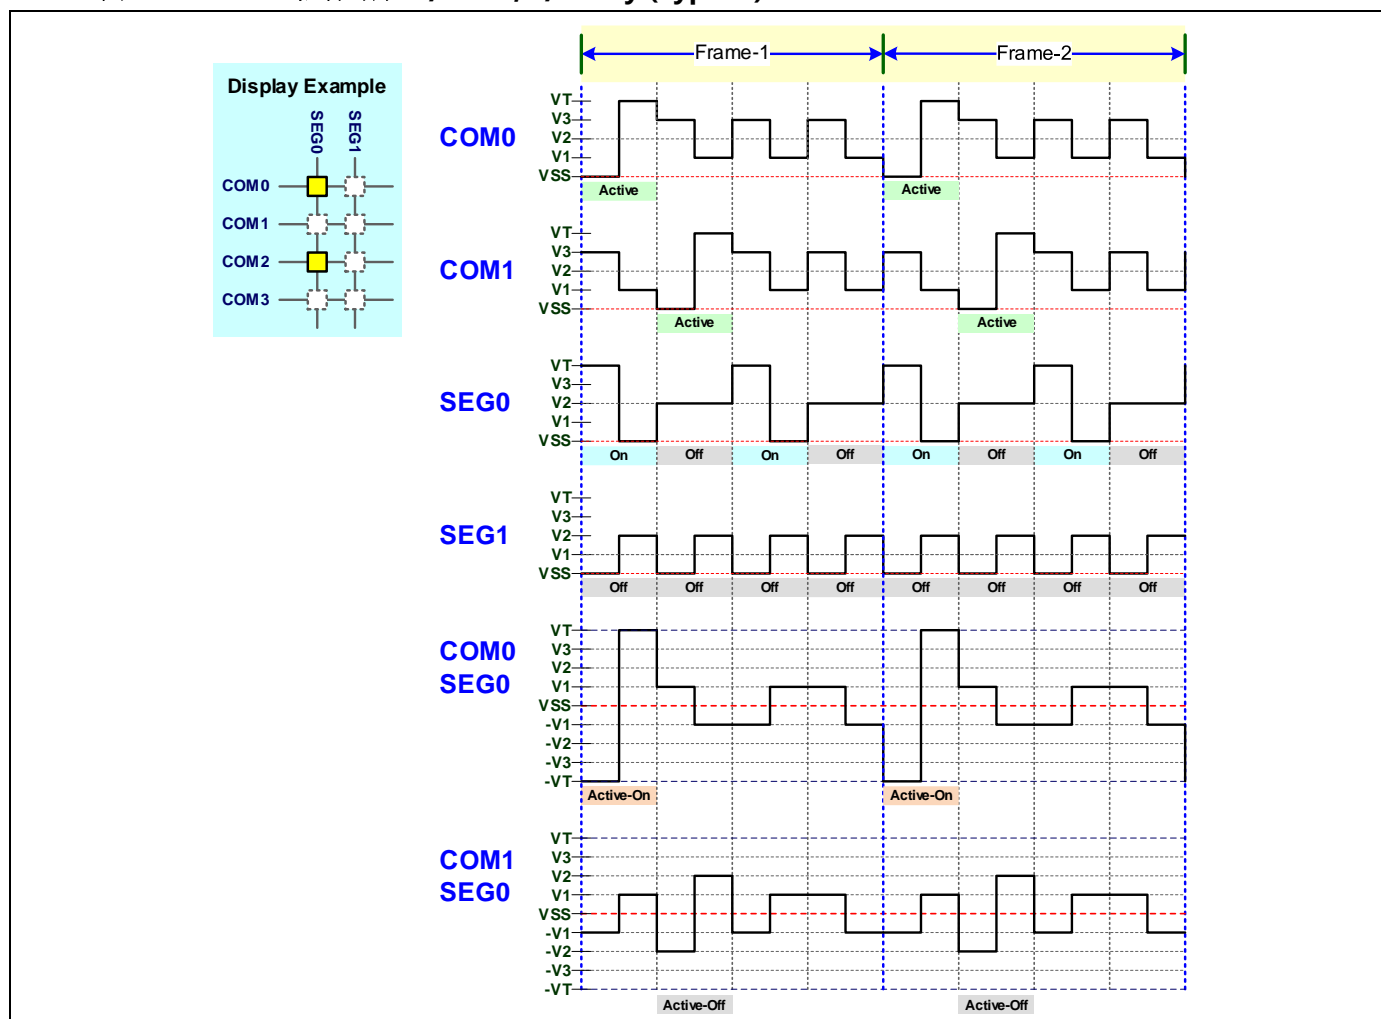 Frame-1 Frame-2
Display Example
SEG0 SEG1
COM0
COM1
COM2
COM3
COM0
VT
V3
V2
V1
VSS
Active Active
COM1
VT
V3
V2
V1
VSS
Active Active
SEG0
VT
V3
V2
V1
VSS
On Off On Off On Off On Off
SEG1
VT
V3
V2
V1
VSS
Off Off Off Off Off Off Off Off
COM0
SEG0
VT
V3
V2
V1
VSS
-V1
-V2
-V3
-VT
Active-On Active-On
COM1
SEG0
VT
V3
V2
V1
VSS
-V1
-V2
-V3
-VT
Active-Off Active-Off